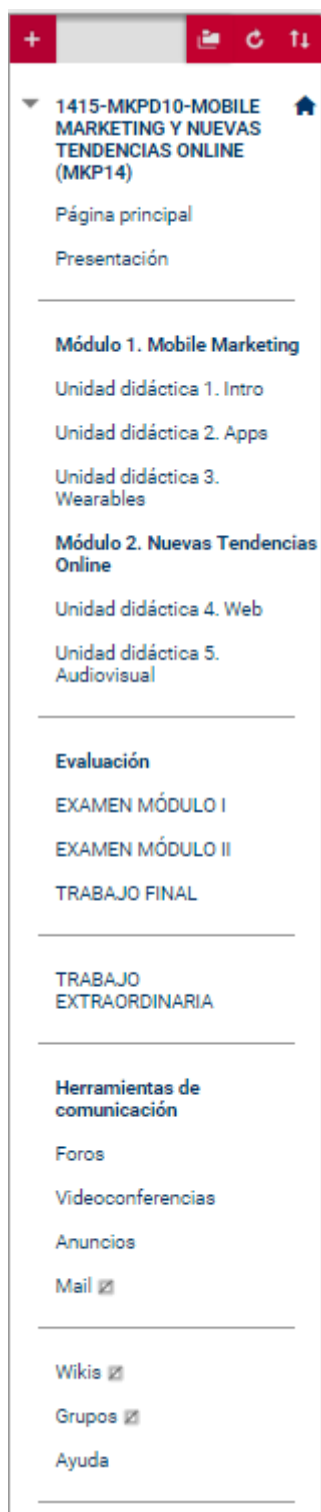 1415-MKPD10-MOBILE
MARKETING Y NUEVAS
TENDENCIAS ONLINE
(MKP14)
Página principal
Presentación
Módulo 1. Mobile Marketing
Unidad didáctica 1. Intro
Unidad didáctica 2. Apps
Unidad didáctica 3.
Wearables
Módulo 2. Nuevas Tendencias
Online
Unidad didáctica 4. Web
Unidad didáctica 5.
Audiovisual
Evaluación
EXAMEN MÓDULO I
EXAMEN MÓDULO II
TRABAJO FINAL
TRABAJO
EXTRAORDINARIA
Herramientas de
comunicación
Foros
Videoconferencias
Anuncios
Mail
Wikis
Grupos
Ayuda